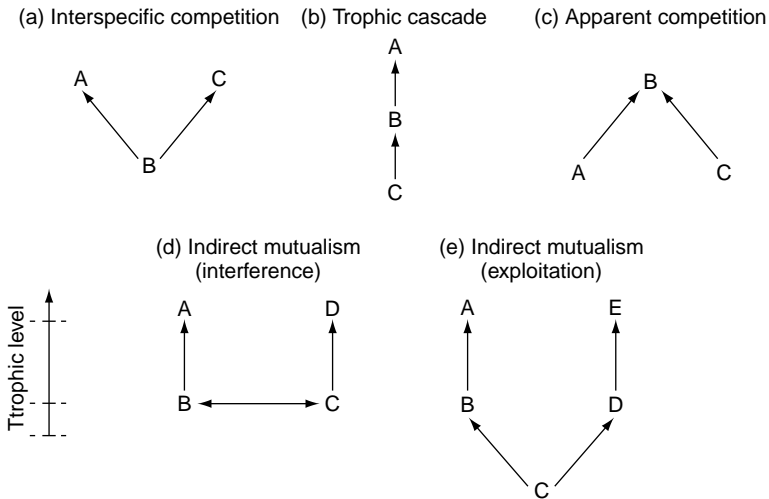 (a) Interspecific competition
(b) Trophic cascade
(c) Apparent competition
A
C
B
A
B
C
B
A
C
(d) Indirect mutualism
(interference)
(e) Indirect mutualism
(exploitation)
Ttrophic level
A
D
B
C
A
E
B
D
C